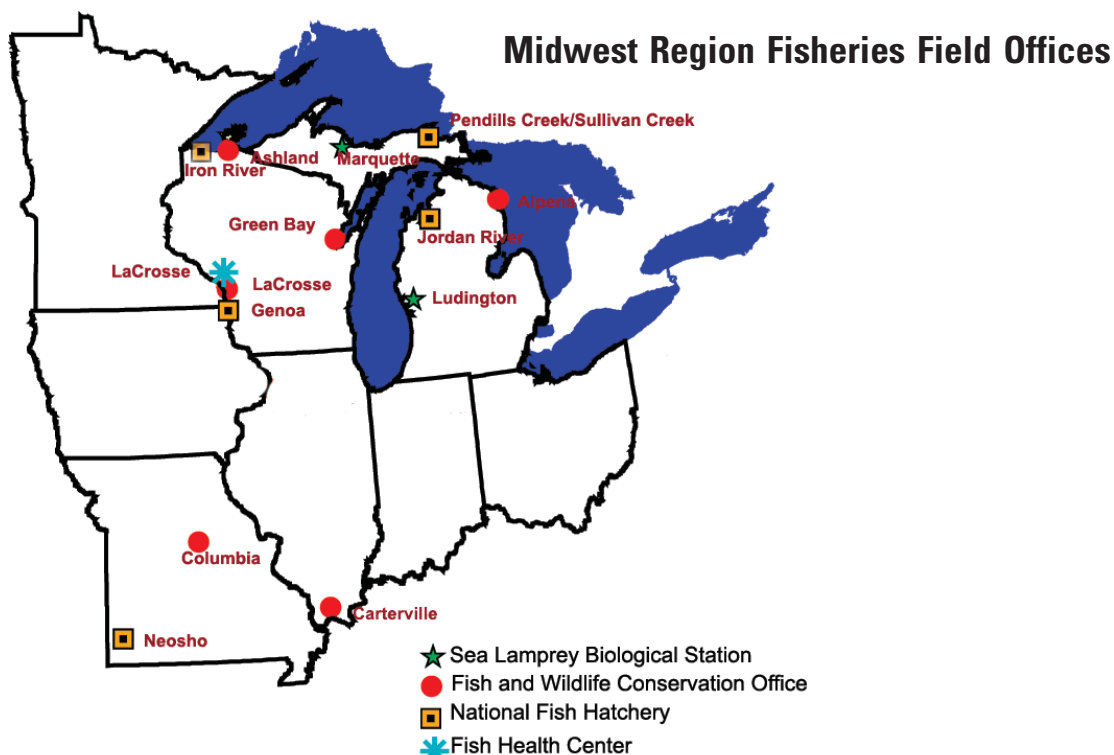 Midwest Region Fisheries Field Offices
Pendills Creek/Sullivan Creek
Ashland
Marquette
Iron River
Alpena
Green Bay
Jordan River
LaCrosse
LaCrosse
Ludington
Genoa
Columbia
Carterville
Neosho
Sea Lamprey Biological Station
Fish and Wildlife Conservation Office
National Fish Hatchery
Fish Health Center